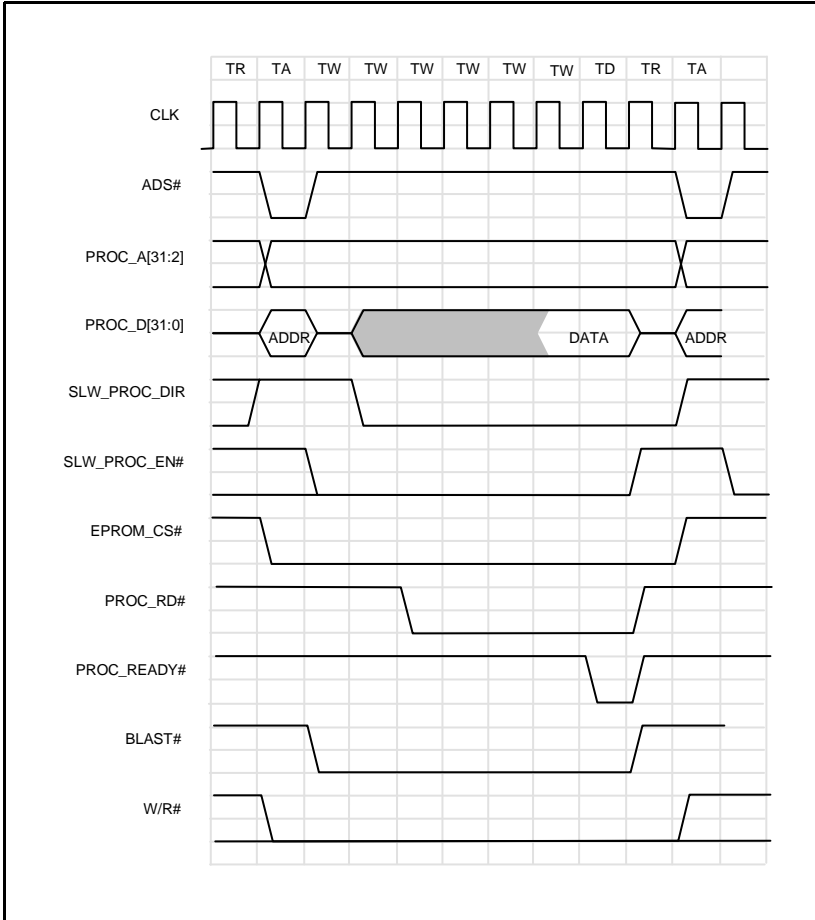 TR TA TW TW TW TW TW TW TD TR TA
CLK
ADS#
PROC_A[31:2]
PROC_D[31:0] ADDR DATA ADDR
SLW_PROC_DIR
SLW_PROC_EN#
EPROM_CS#
PROC_RD#
PROC_READY#
BLAST#
W/R#